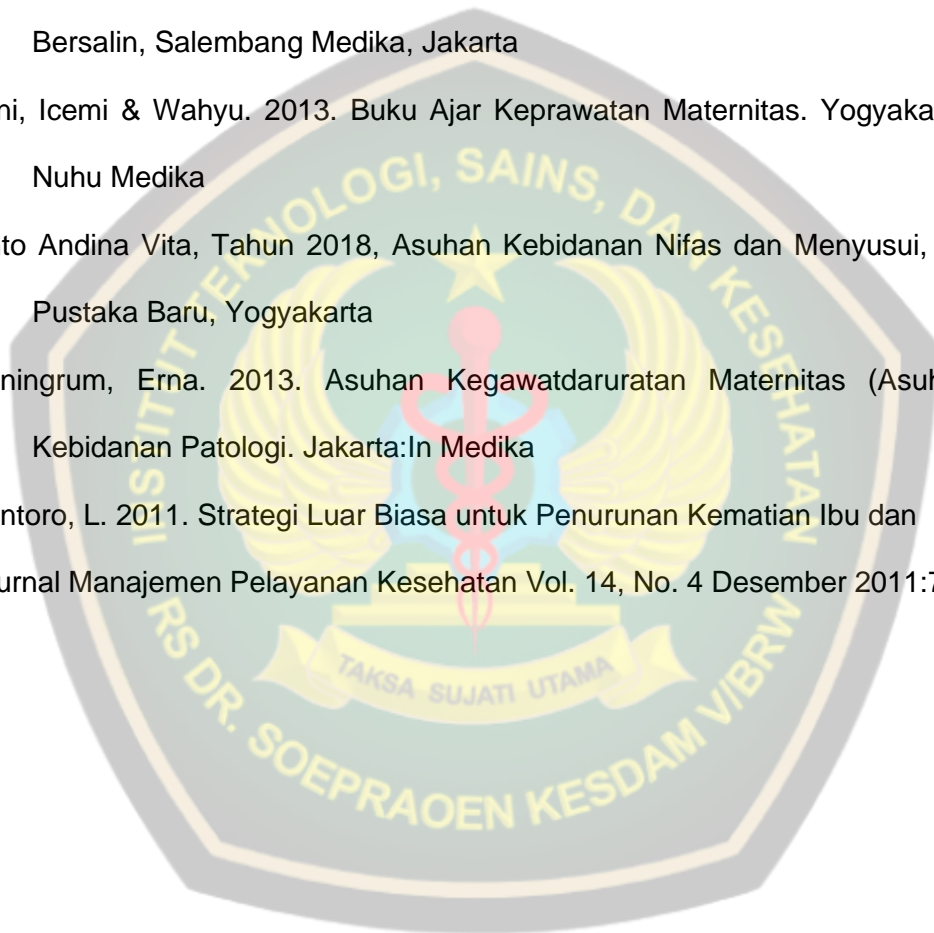 Bersalin, Salembang Medika, Jakarta
ni, Icemi & Wahyu. 2013. Buku Ajar Keprawatan Maternitas. Yogyaka
Nuhu Medika
nto Andina Vita, Tahun 2018, Asuhan Kebidanan Nifas dan Menyusui,
Pustaka Baru, Yogyakarta
ningrum, Erna. 2013. Asuhan Kegawatdaruratan Maternitas (Asuh
Kebidanan Patologi. Jakarta:In Medika
ntoro, L. 2011. Strategi Luar Biasa untuk Penurunan Kematian Ibu dan
urnal Manajemen Pelayanan Kesehatan Vol. 14, No. 4 Desember 2011:7
INSTITUT TEKNOLOGI, SAINS, DAN KESEHATAN
TAKSA SUJATI UTAMA
RS DR. SOEPRAOEN KESDAM V/BRW